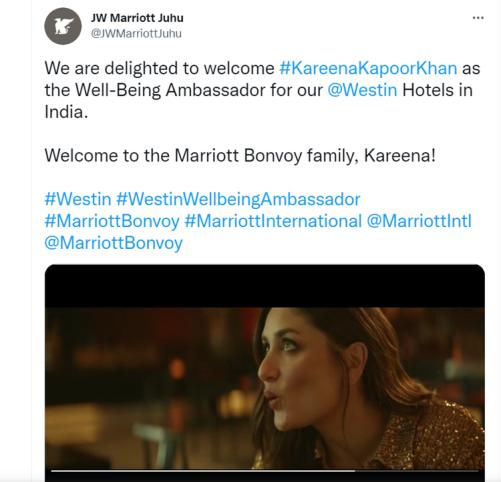 JW Marriott Juhu
@JWMarriottJuhu
We are delighted to welcome #KareenaKapoorKhan as
the Well-Being Ambassador for our @Westin Hotels in
India.
Welcome to the Marriott Bonvoy family, Kareena!
#Westin #WestinWellbeingAmbassador
#MarriottBonvoy #MarriottInternational @MarriottIntl
@MarriottBonvoy